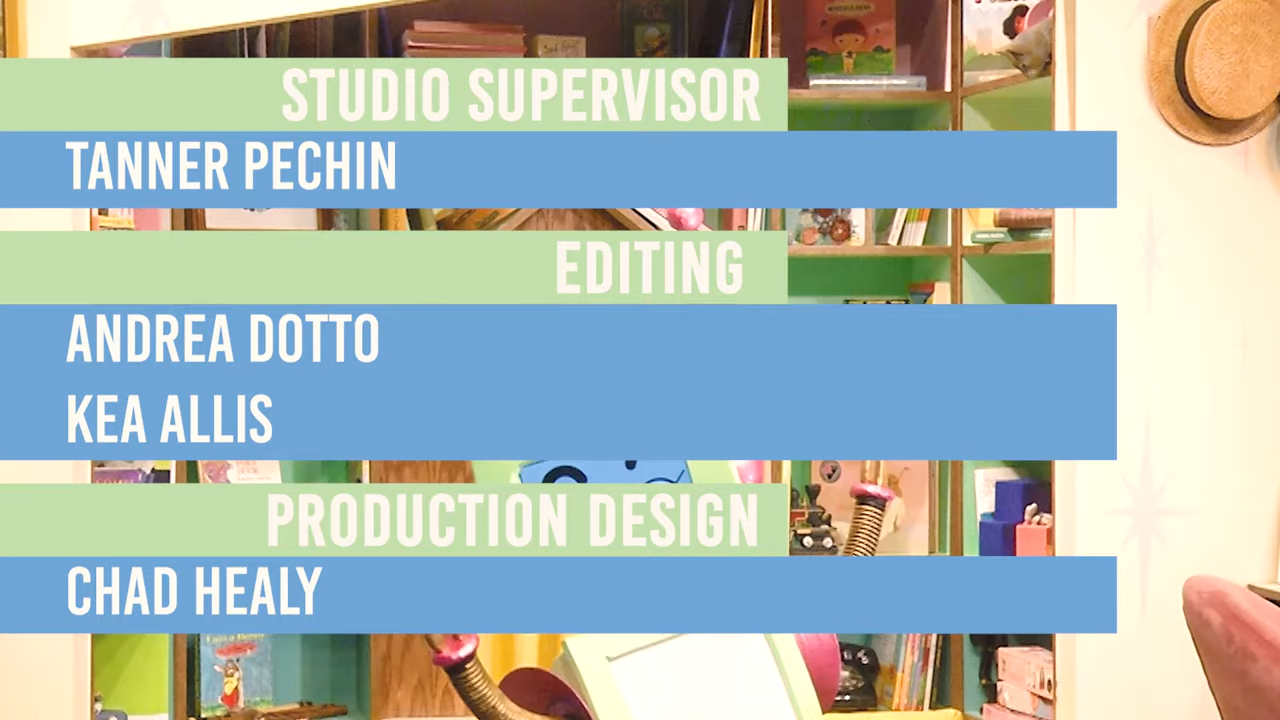 STUDIO SUPERVISOR
TANNER PECHIN
EDITING
ANDREA DOTTO
KEA ALLIS
PRODUCTION DESIGN
CHAD HEALY